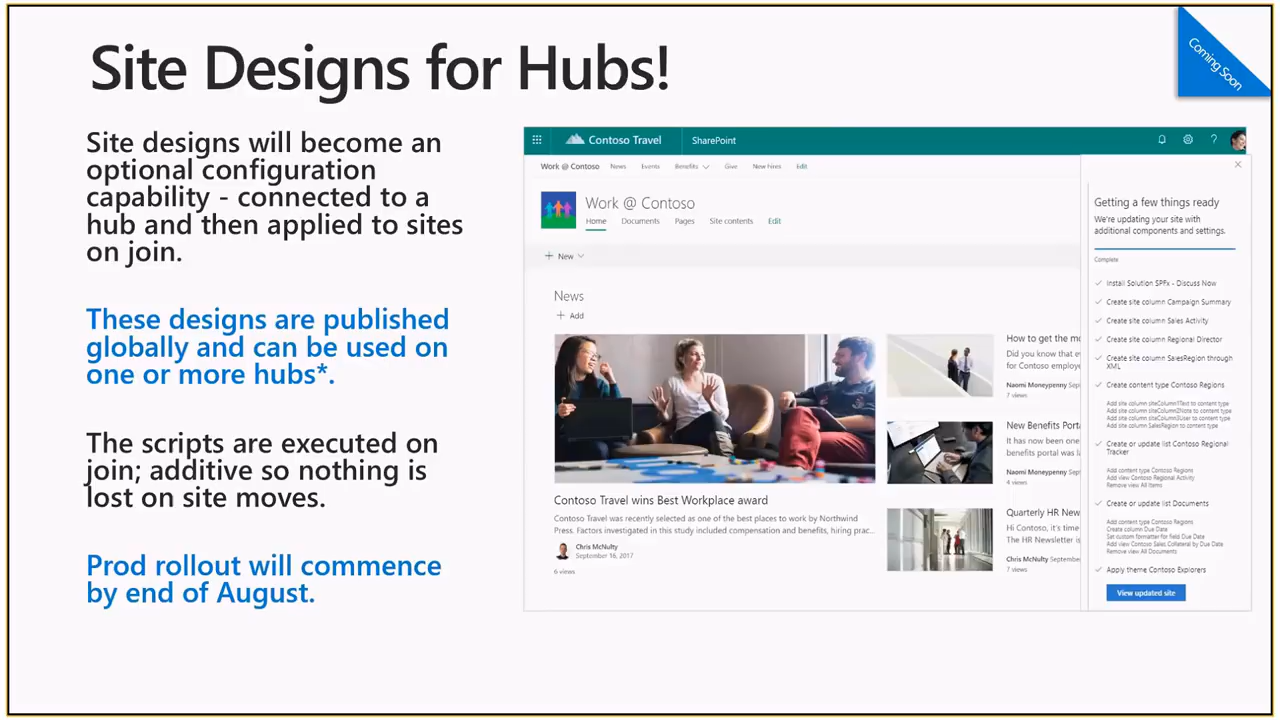 Site Designs for Hubs!
Coming Soon
Site designs will become an
optional configuration
capability - connected to a
hub and then applied to sites
on join.
These designs are published
globally and can be used on
one or more hubs*.
The scripts are executed on
join; additive so nothing is
lost on site moves.
Prod rollout will commence
by end of August.
Contoso Travel SharePoint ?
Work @ Contoso News Events Benefits Give New Hires Edit
Work @ Contoso
Home Documents Pages Site contents Edit
+ New
News
+ Add
Contoso Travel wins Best Workplace award
Contoso Travel was recently selected as one of the best places to work by Northwind
Press. Factors investigated in this study included compensation and benefits, hiring prac...
Chris McNulty
September 16, 2017
6 views
How to get the m
Did you know that e
for Contoso employe
Naomi Moneypenny Sep
7 views
New Benefits Porta
It has now been one
benefits portal was la
Naomi Moneypenny Sep
4 views
Quarterly HR New
Hi Contoso, it's time
The HR Newsletter is
Chris McNulty September
7 views
Getting a few things ready
We're updating your site with
additional components and settings.
Complete
Install Solution SPFx - Discuss Now
Create site column Campaign Summary
Create site column Sales Activity
Create site column Regional Director
Create site column SalesRegion through
XML
Create content type Contoso Regions
Add site column siteColumn1Text to content type
Add site column siteColumn2Note to content type
Add site column siteColumn3User to content type
Add site column SalesRegion to content type
Create or update list Contoso Regional
Tracker
Add content type Contoso Regions
Add view Contoso Regional Activity
Remove view All Items
Create or update list Documents
Add content type Contoso Regions
Create column Due Date
Set custom formatter for field Due Date
Add view Contoso Sales Collateral by Due Date
Remove view All Documents
Apply theme Contoso Explorers
View updated site